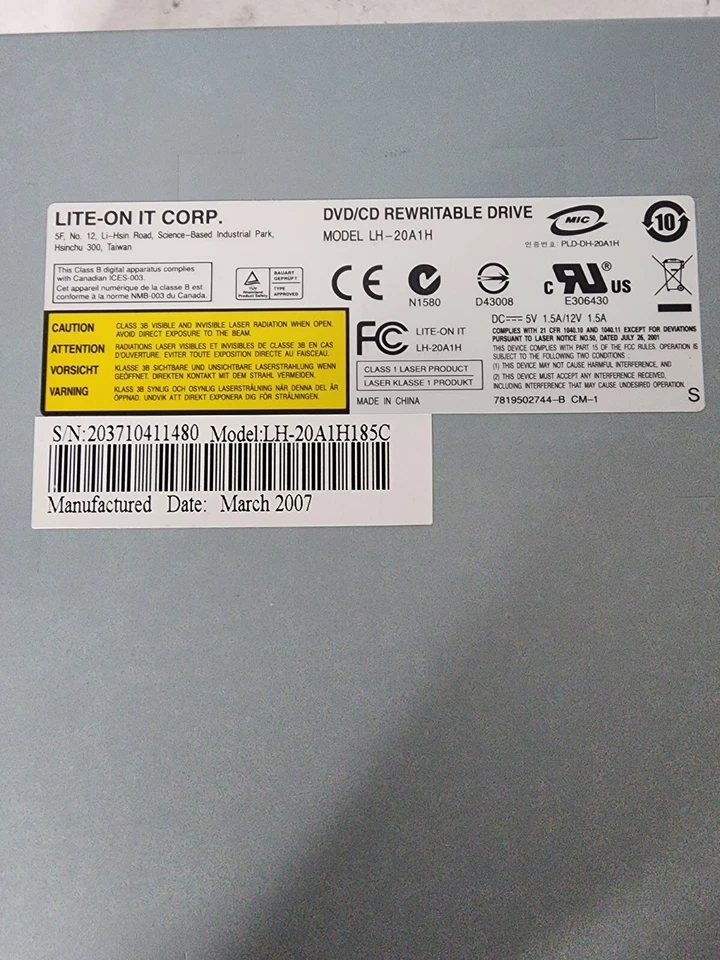 LITE-ON IT CORP.
5F, No. 12, Li-Hsin Road, Science-Based Industrial Park,
Hsinchu 300, Taiwan
DVD/CD REWRITABLE DRIVE
MODEL LH-20A1H
MIC
인증번호: PLD-DH-20A1H
10
This Class B digital apparatus complies
with Canadian ICES-003.
Cet appareil numérique de la classe B est
conforme à la norme NMB-003 du Canada.
TÜV
Rheinland
Product Safety
BAUART
GEPRÜFT
TYPE
APPROVED
CE
N1580
D43008
c UR ® US
E306430
CAUTION
CLASS 3B VISIBLE AND INVISIBLE LASER RADIATION WHEN OPEN.
AVOID DIRECT EXPOSURE TO THE BEAM.
ATTENTION
RADIATIONS LASER VISIBLES ET INVISIBLES DE CLASSE 3B EN CAS
D'OUVERTURE. EVITER TOUTE EXPOSITION DIRECTE AU FAISCEAU.
VORSICHT
KLASSE 3B SICHTBARE UND UNSICHTBARE LASERSTRAHLUNG WENN
GEÖFFNET. DIREKTEN KONTAKT MIT DEM STRAHL VERMEIDEN.
VARNING
KLASS 3B SYNLIG OCH OSYNLIG LASERSTRÅLNING NÄR DENNA DEL ÄR
ÖPPNAD. UNDVIK ATT DIREKT EXPONERA DIG FÖR STRÅLNINGEN.
FC
LITE-ON IT
LH-20A1H
CLASS 1 LASER PRODUCT
LASER KLASSE 1 PRODUKT
MADE IN CHINA
DC⎓ 5V 1.5A/12V 1.5A
COMPLIES WITH 21 CFR 1040.10 AND 1040.11 EXCEPT FOR DEVIATIONS
PURSUANT TO LASER NOTICE NO.50, DATED JULY 26, 2001
THIS DEVICE COMPLIES WITH PART 15 OF THE FCC RULES. OPERATION IS
SUBJECT TO THE FOLLOWING TWO CONDITIONS :
(1) THIS DEVICE MAY NOT CAUSE HARMFUL INTERFERENCE, AND
(2) THIS DEVICE MUST ACCEPT ANY INTERFERENCE RECEIVED,
INCLUDING INTERFERENCE THAT MAY CAUSE UNDESIRED OPERATION.
7819502744-B CM-1
S
S/N:203710411480 Model:LH-20A1H185C
Manufactured Date: March 2007